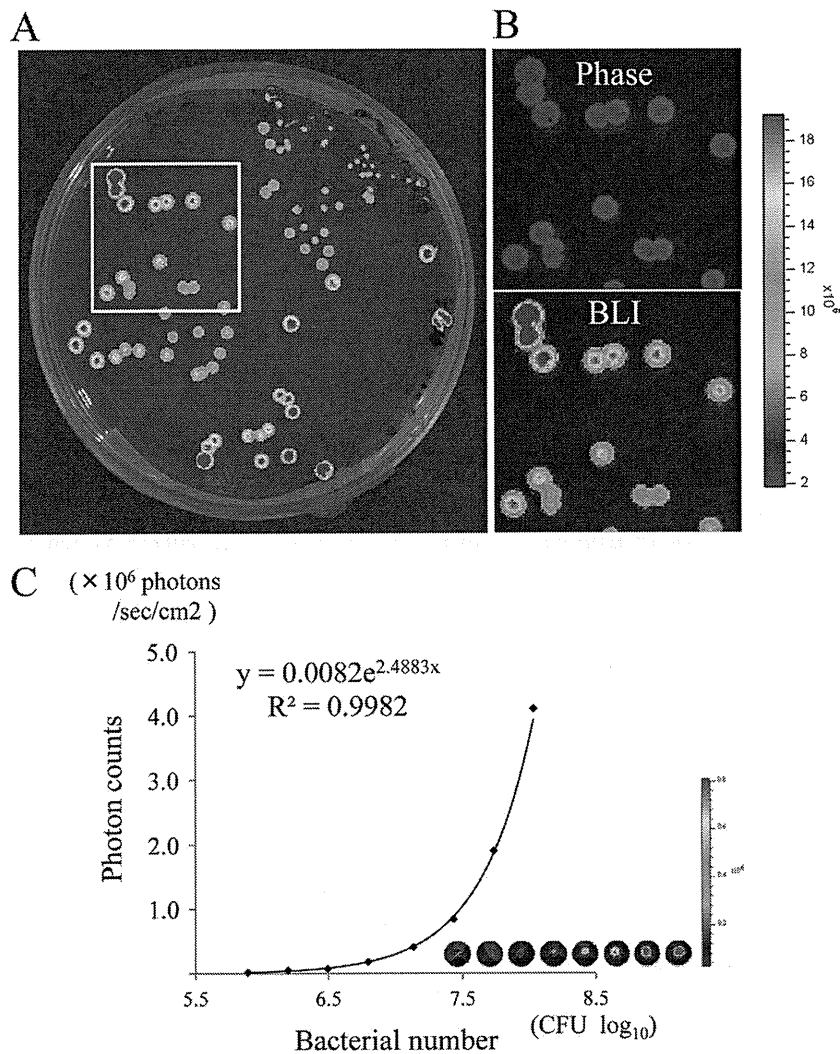 A
B
Phase
BLI
18
16
14
12
10
8
6
4
2
×10⁶
C
(×10⁶ photons
/sec/cm2 )
5.0
4.0
3.0
2.0
1.0
Photon counts
y = 0.0082e^2.4883x
R² = 0.9982
5.5
6.5
7.5
8.5
Bacterial number
(CFU log₁₀)